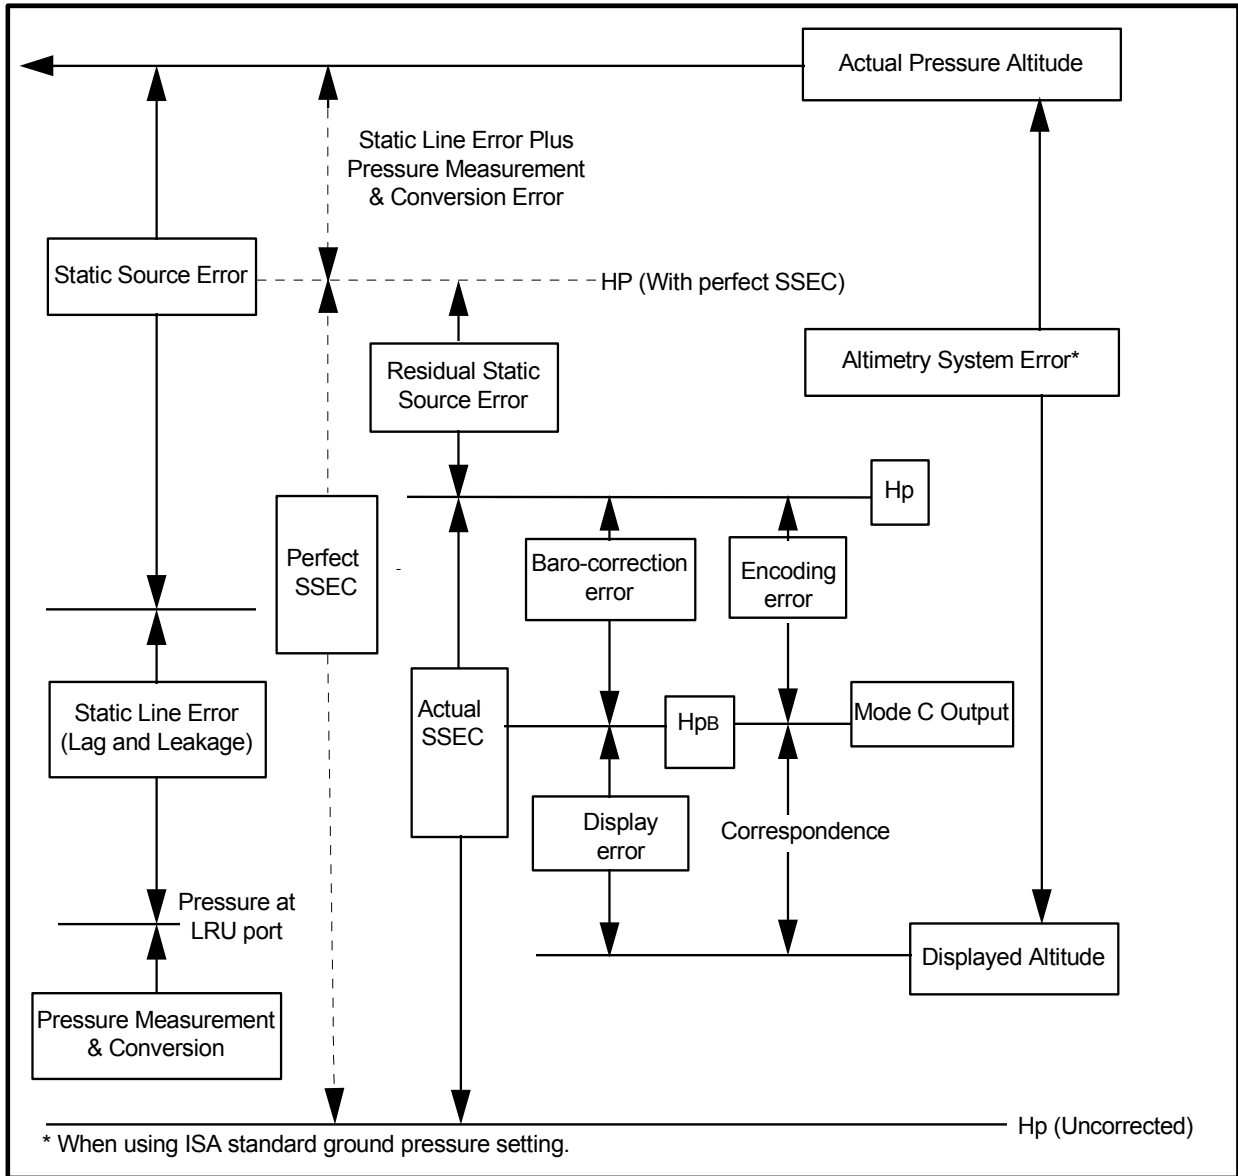 Actual Pressure Altitude
Static Line Error Plus
Pressure Measurement
& Conversion Error
Static Source Error
HP (With perfect SSEC)
Residual Static
Source Error
Altimetry System Error*
Hp
Perfect
SSEC
Baro-correction
error
Encoding
error
Static Line Error
(Lag and Leakage)
Actual
SSEC
HpB
Mode C Output
Display
error
Correspondence
Pressure at
LRU port
Displayed Altitude
Pressure Measurement
& Conversion
Hp (Uncorrected)
* When using ISA standard ground pressure setting.